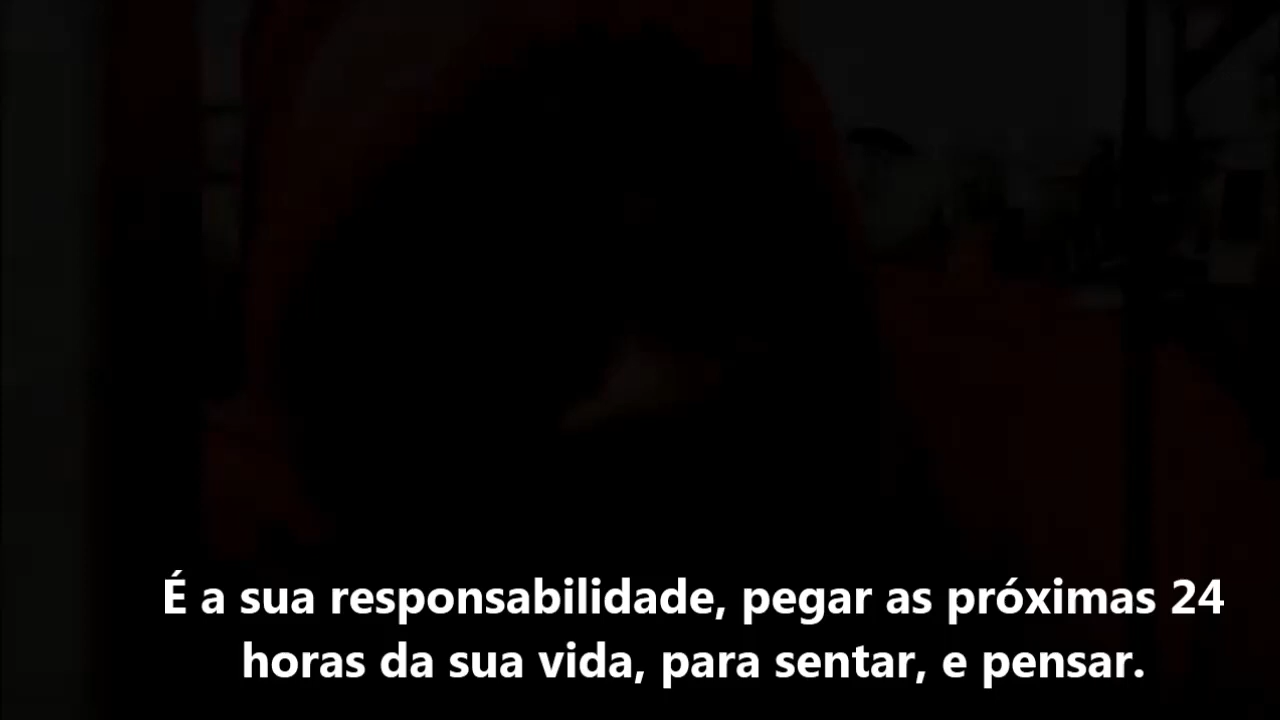 É a sua responsabilidade, pegar as próximas 24
horas da sua vida, para sentar, e pensar.